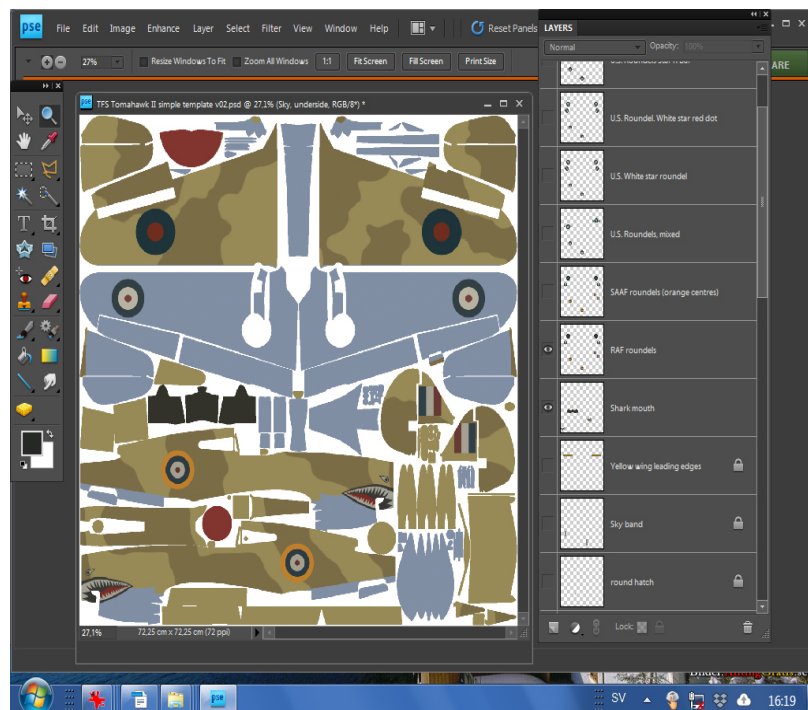 pse File Edit Image Enhance Layer Select Filter View Window Help Reset Panels
27% Resize Windows To Fit Zoom All Windows 1:1 Fit Screen Fill Screen Print Size
pse TFS Tomahawk II simple template v02.psd @ 27,1% (Sky, underside, RGB/8*) *
27,1% 72,25 cm x 72,25 cm (72 ppi)
LAYERS
Normal Opacity: 100%
ARE
U.S. Roundel. White star red dot
U.S. White star roundel
U.S. Roundels, mixed
SAAF roundels (orange centres)
RAF roundels
Shark mouth
Yellow wing leading edges
Sky band
round hatch
Lock:
pse SV 16:19